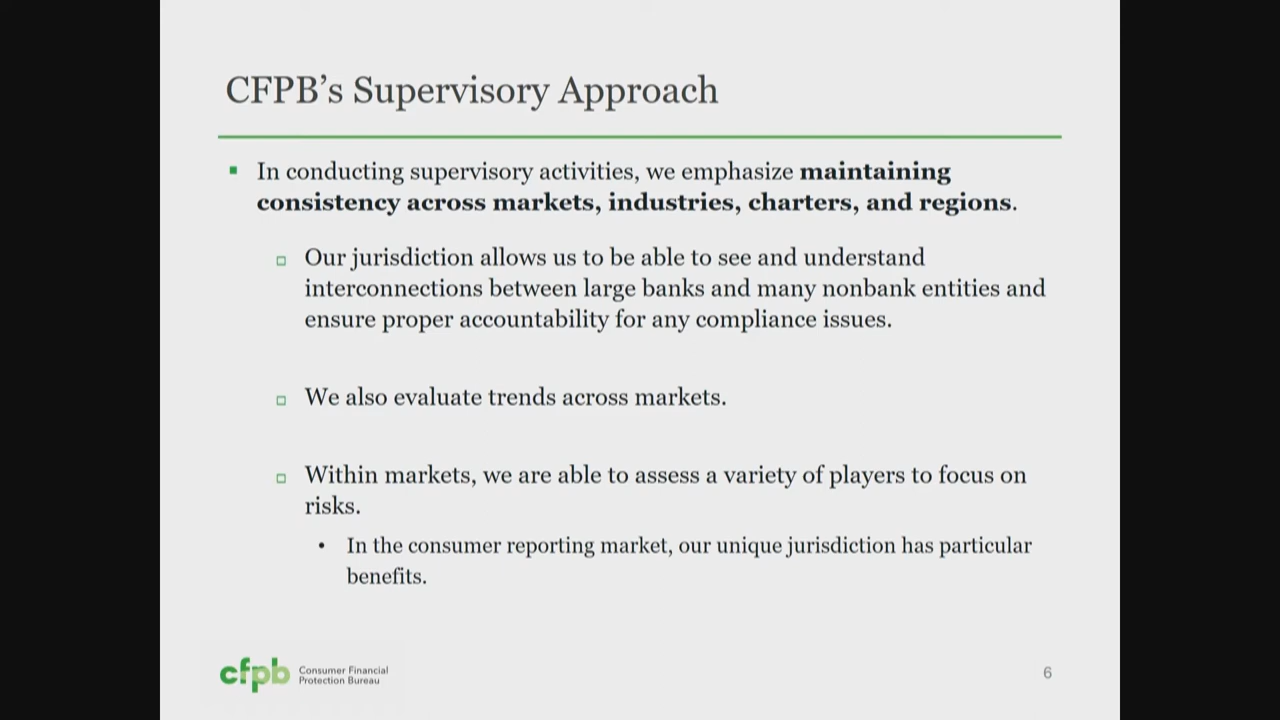 CFPB’s Supervisory Approach
In conducting supervisory activities, we emphasize maintaining
consistency across markets, industries, charters, and regions.
Our jurisdiction allows us to be able to see and understand
interconnections between large banks and many nonbank entities and
ensure proper accountability for any compliance issues.
We also evaluate trends across markets.
Within markets, we are able to assess a variety of players to focus on
risks.
• In the consumer reporting market, our unique jurisdiction has particular
benefits.
cfpb
Consumer Financial
Protection Bureau
6